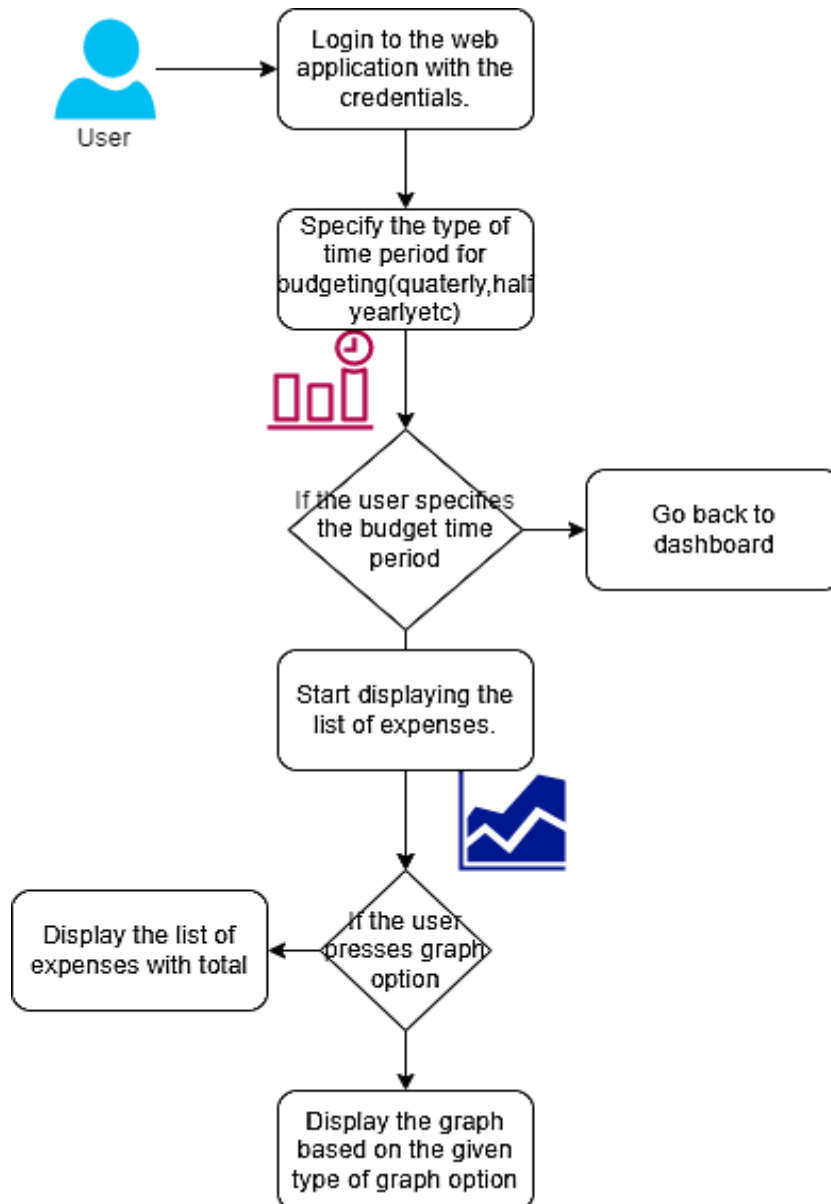 Login to the web
application with the
credentials.
User
Specify the type of
time period for
budgeting(quaterly,half
yearlyetc)
If the user specifies
the budget time
period
Go back to
dashboard
Start displaying the
list of expenses.
If the user
presses graph
option
Display the list of
expenses with total
Display the graph
based on the given
type of graph option